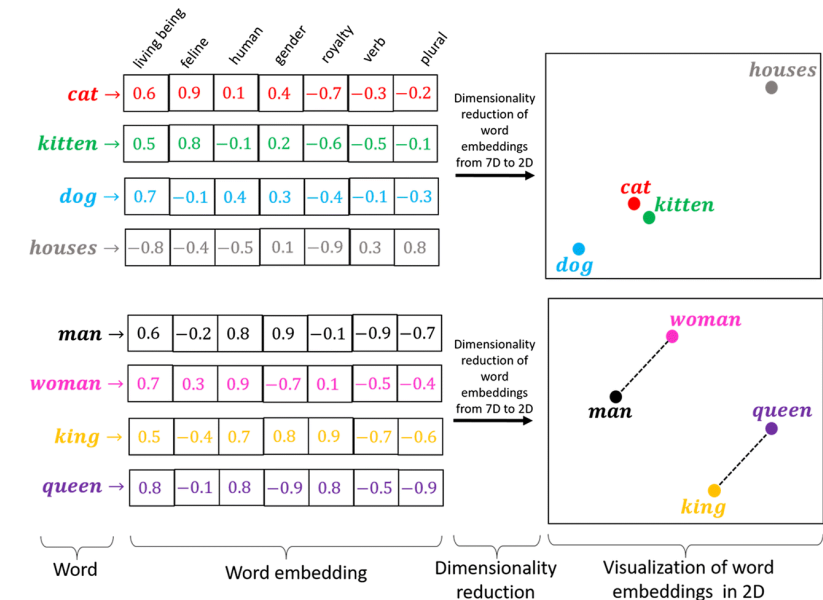 living being feline human gender royalty verb plural
cat → 0.6 0.9 0.1 0.4 −0.7 −0.3 −0.2
kitten → 0.5 0.8 −0.1 0.2 −0.6 −0.5 −0.1
dog → 0.7 −0.1 0.4 0.3 −0.4 −0.1 −0.3
houses → −0.8 −0.4 −0.5 0.1 −0.9 0.3 0.8
Dimensionality
reduction of
word
embeddings
from 7D to 2D
houses
cat
kitten
dog
man → 0.6 −0.2 0.8 0.9 −0.1 −0.9 −0.7
woman → 0.7 0.3 0.9 −0.7 0.1 −0.5 −0.4
king → 0.5 −0.4 0.7 0.8 0.9 −0.7 −0.6
queen → 0.8 −0.1 0.8 −0.9 0.8 −0.5 −0.9
Dimensionality
reduction of
word
embeddings
from 7D to 2D
woman
man
queen
king
Word
Word embedding
Dimensionality
reduction
Visualization of word
embeddings in 2D